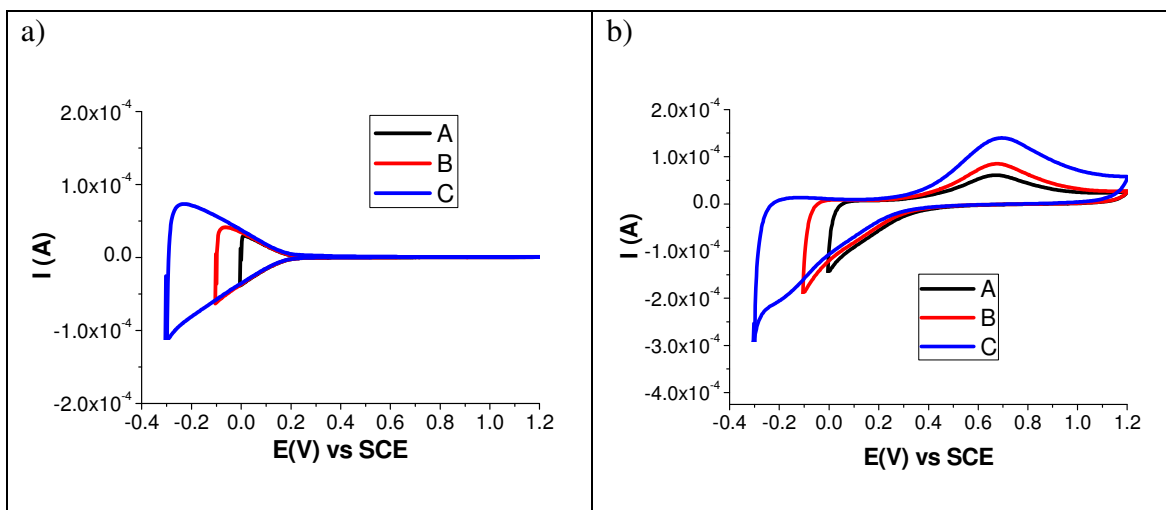 a)
2.0x10⁻⁴
1.0x10⁻⁴
0.0
-1.0x10⁻⁴
-2.0x10⁻⁴
I (A)
A
B
C
-0.4 -0.2 0.0 0.2 0.4 0.6 0.8 1.0 1.2
E(V) vs SCE
b)
2.0x10⁻⁴
1.0x10⁻⁴
0.0
-1.0x10⁻⁴
-2.0x10⁻⁴
-3.0x10⁻⁴
-4.0x10⁻⁴
I (A)
A
B
C
-0.4 -0.2 0.0 0.2 0.4 0.6 0.8 1.0 1.2
E(V) vs SCE